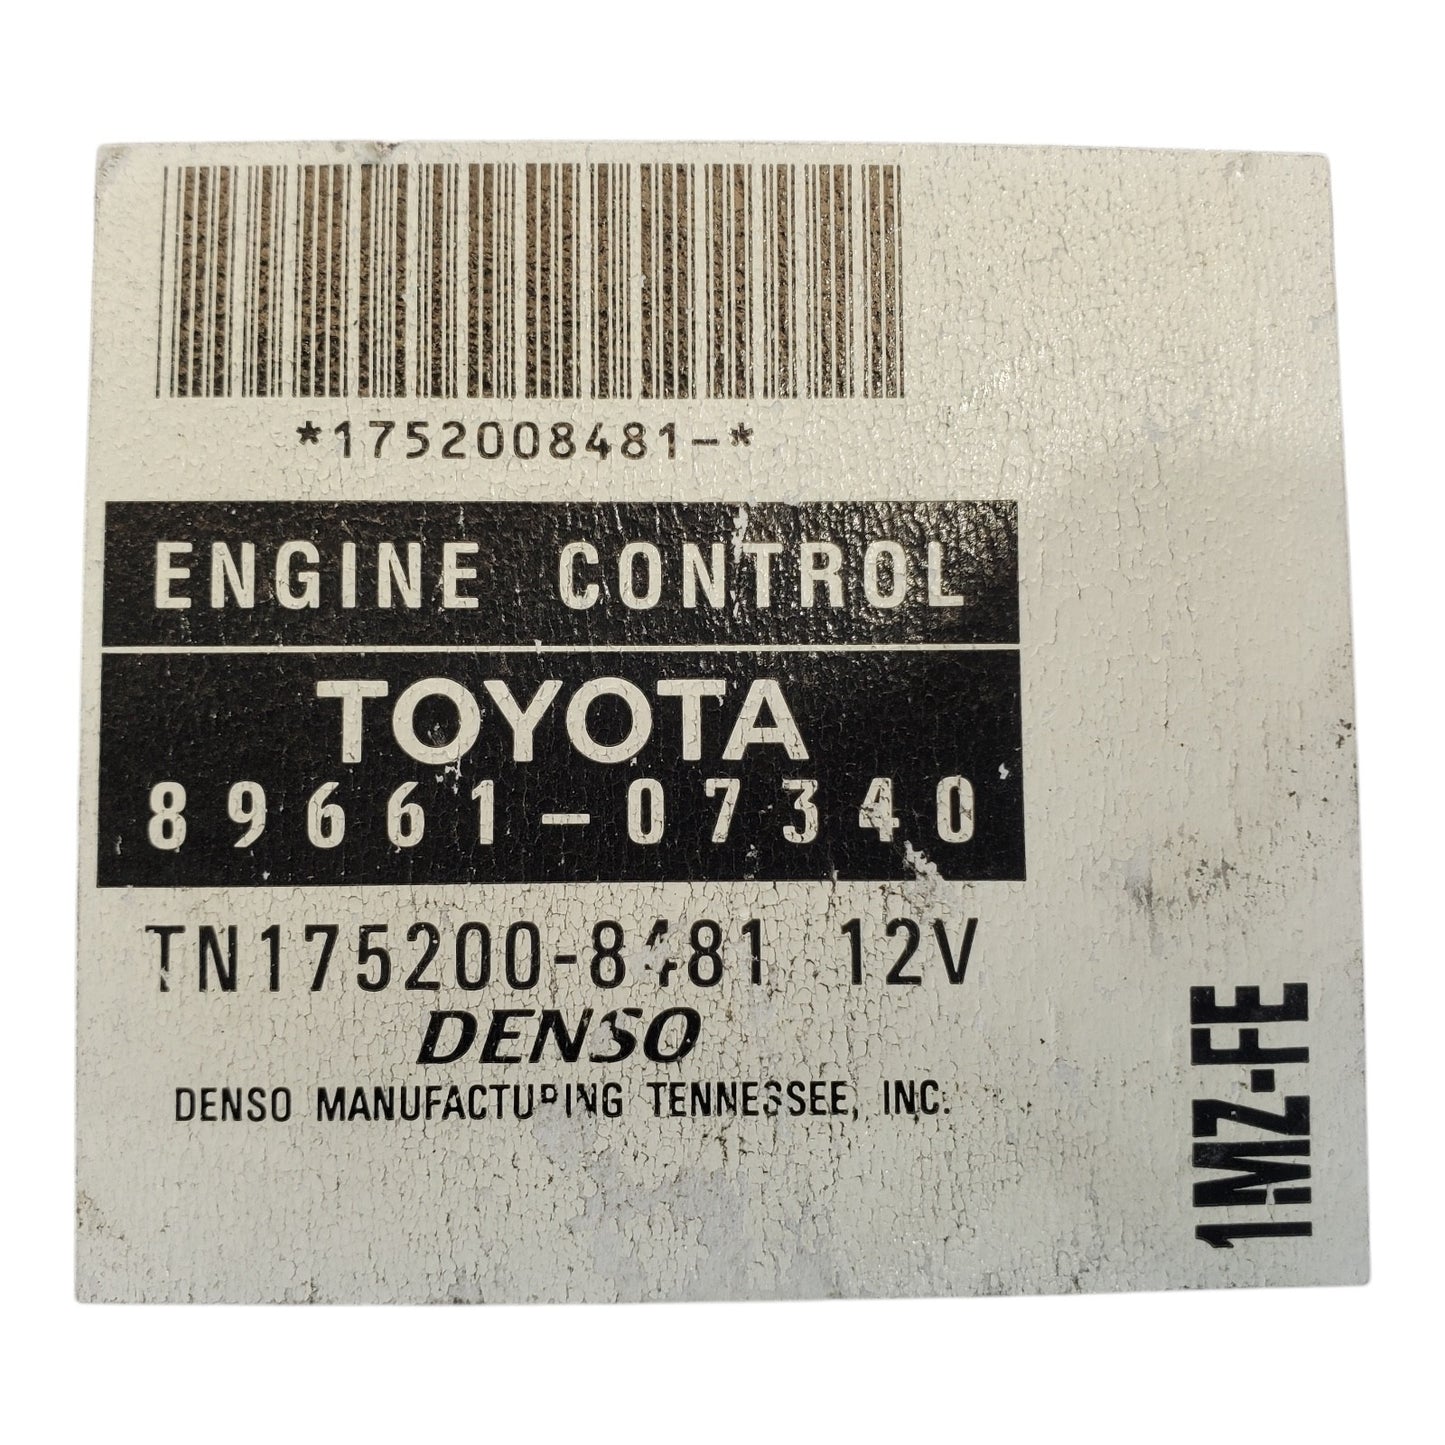 *1752008481-*
ENGINE CONTROL
TOYOTA
89661-07340
TN175200-8481 12V
DENSO
DENSO MANUFACTURING TENNESSEE, INC.
1MZ-FE